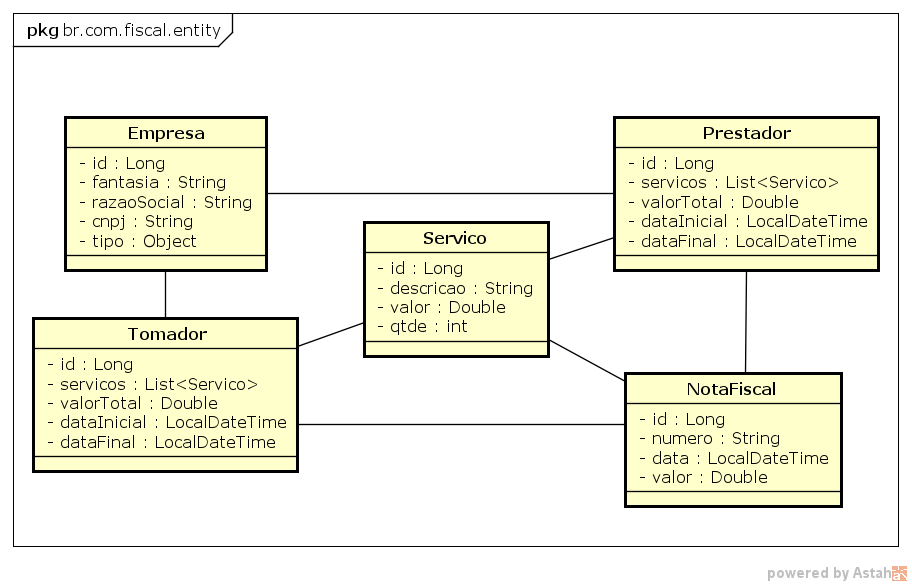 pkg br.com.fiscal.entity
Empresa
- id : Long
- fantasia : String
- razaoSocial : String
- cnpj : String
- tipo : Object
Prestador
- id : Long
- servicos : List<Servico>
- valorTotal : Double
- dataInicial : LocalDateTime
- dataFinal : LocalDateTime
Servico
- id : Long
- descricao : String
- valor : Double
- qtde : int
Tomador
- id : Long
- servicos : List<Servico>
- valorTotal : Double
- dataInicial : LocalDateTime
- dataFinal : LocalDateTime
NotaFiscal
- id : Long
- numero : String
- data : LocalDateTime
- valor : Double
powered by Astah